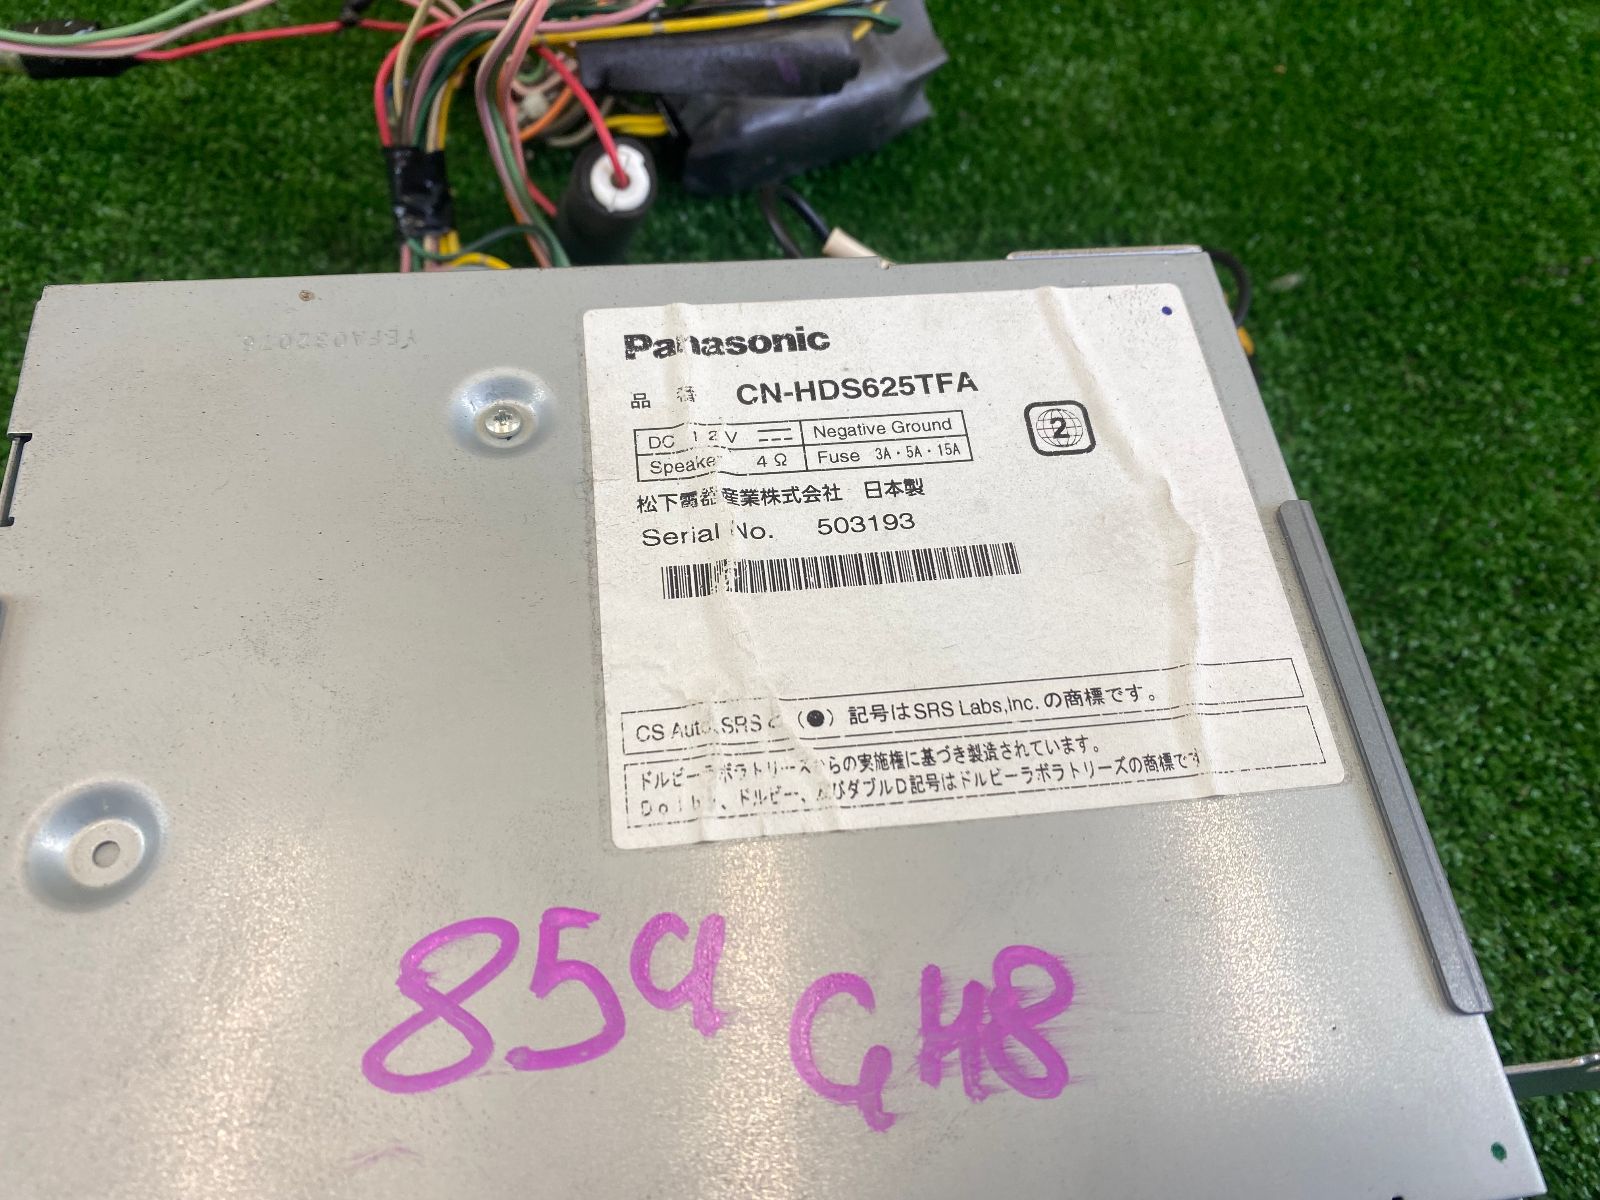 YEFA032076
Panasonic
品番 CN-HDS625TFA
DC 12V Negative Ground
Speaker 4Ω Fuse 3A・5A・15A
2
松下電器産業株式会社 日本製
Serial No. 503193
CS Auto,SRS と (●) 記号はSRS Labs,Inc.の商標です。
ドルビーラボラトリーズからの実施権に基づき製造されています。
Dolby、ドルビー、及びダブルD記号はドルビーラボラトリーズの商標です
859 GH8